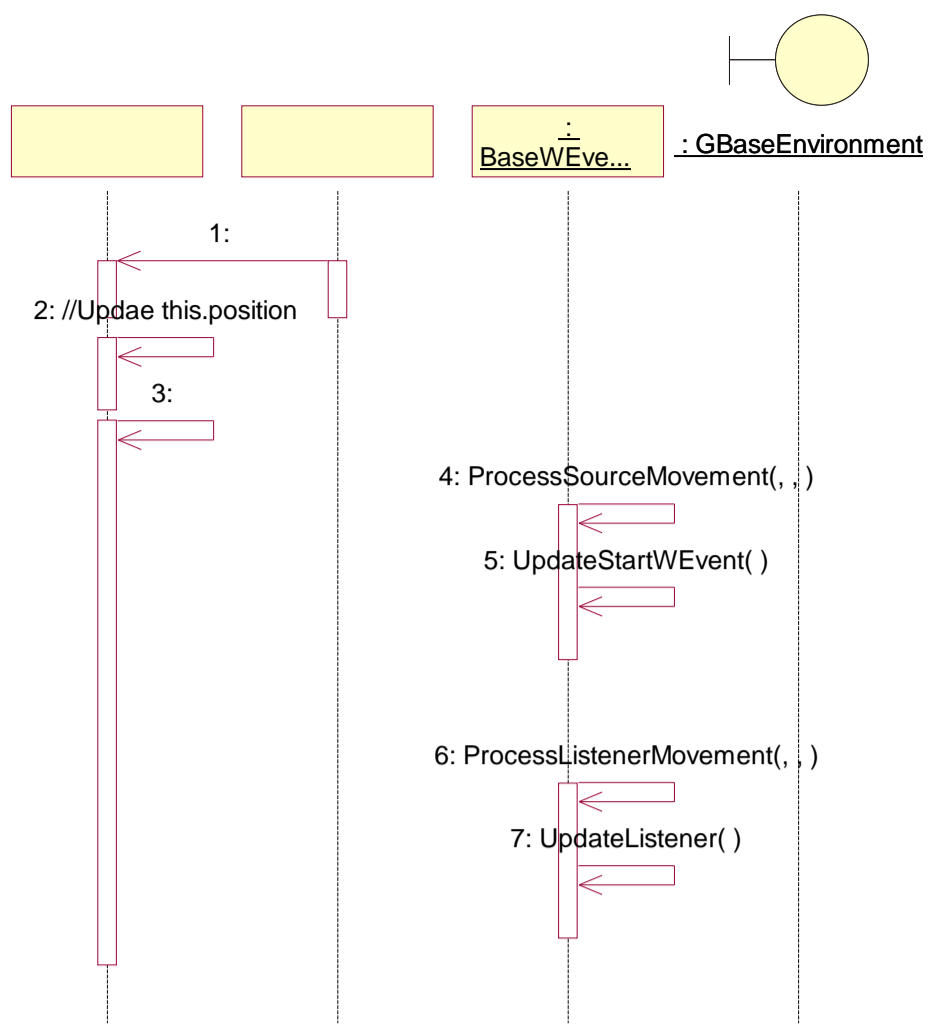 :
BaseWEve...
: GBaseEnvironment
1:
2: //Updae this.position
3:
4: ProcessSourceMovement(, , )
5: UpdateStartWEvent( )
6: ProcessListenerMovement(, , )
7: UpdateListener( )